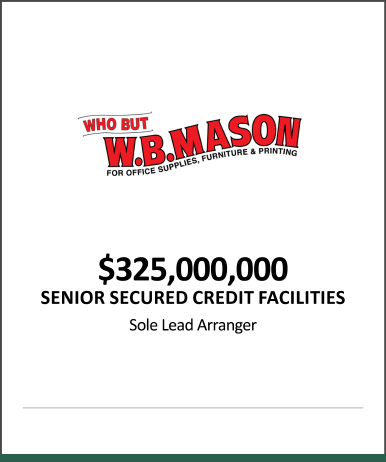 WHO BUT
W.B.MASON
FOR OFFICE SUPPLIES, FURNITURE & PRINTING
$325,000,000
SENIOR SECURED CREDIT FACILITIES
Sole Lead Arranger